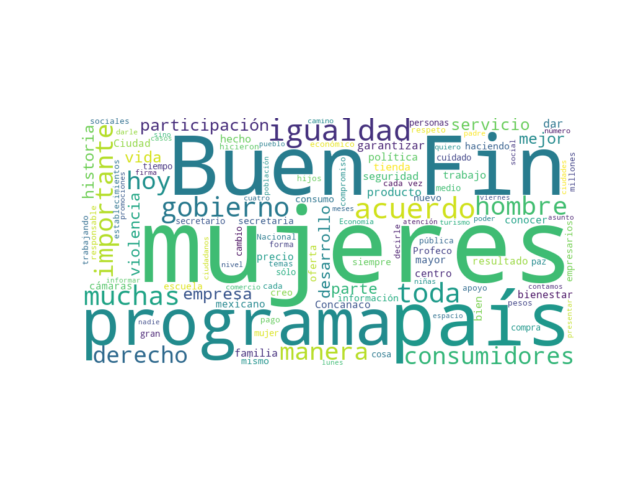 sociales
participación
igualdad
camino
personas
servicio
dar
número
darle
casos
sino
hecho
hicieron
pueblo
económico
respeto
padre
garantizar
quiero
haciendo
mejor
Ciudad
historia
importante
vida
tiempo
firma
hoy
Buen Fin
población
política
tienda
cuidado
social
millones
ciudades
establecimientos
promociones
violencia
gobierno
cuatro
hijos
consumo
meses
compromiso
seguridad
cada vez
atención
turismo
trabajo
producto
medio
nuevo
viernes
acuerdo
hombre
trabajando
responsable
secretario
secretaria
cambio
Nacional
forma
temas
sólo
precio
Economía
decirle
poder
pública
Profeco
mayor
conocer
asunto
empresarios
mujeres
desarrollo
oferta
siempre
centro
resultado
paz
ciudadanos
informar
cámaras
escuela
comercio
cada
creo
parte
niñas
apoyo
bien
contamos
bienestar
muchas
empresa
mexicano
Concanaco
información
toda
pesos
nadie
gran
mujer
pago
programa
país
espacio
compra
presentar
derecho
familia
mismo
manera
lunes
cosa
consumidores